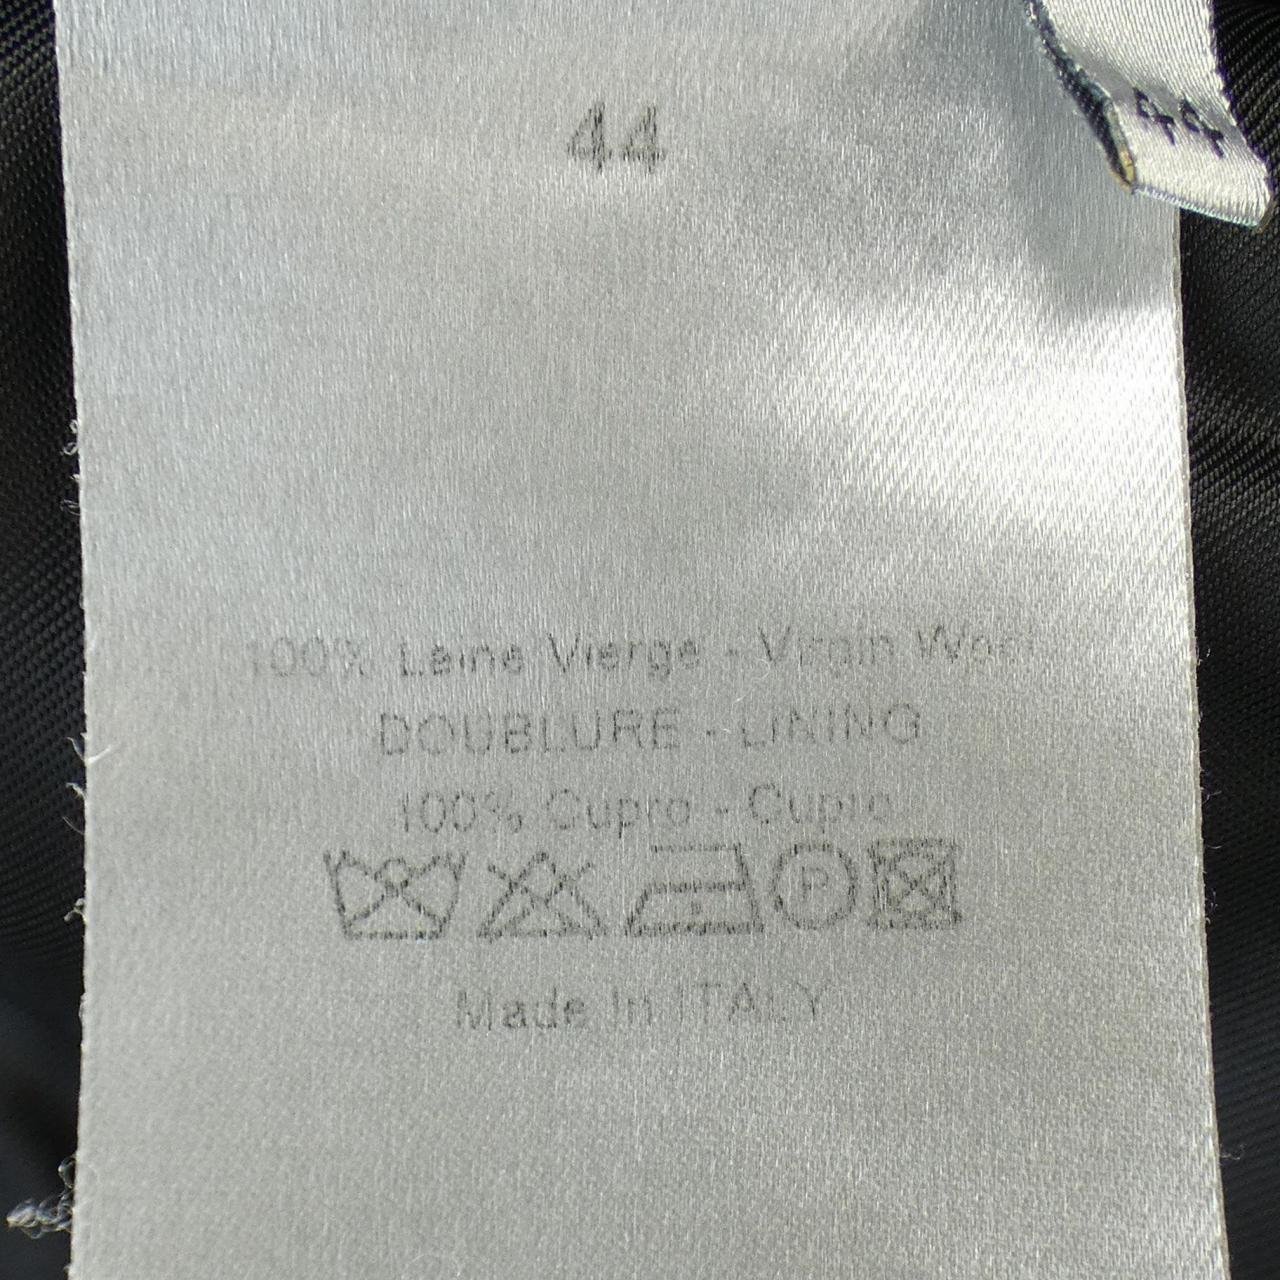 44
44
100% Laine Vierge - Virgin Wool
DOUBLURE - LINING
100% Cupro - Cupro
P
Made In ITALY